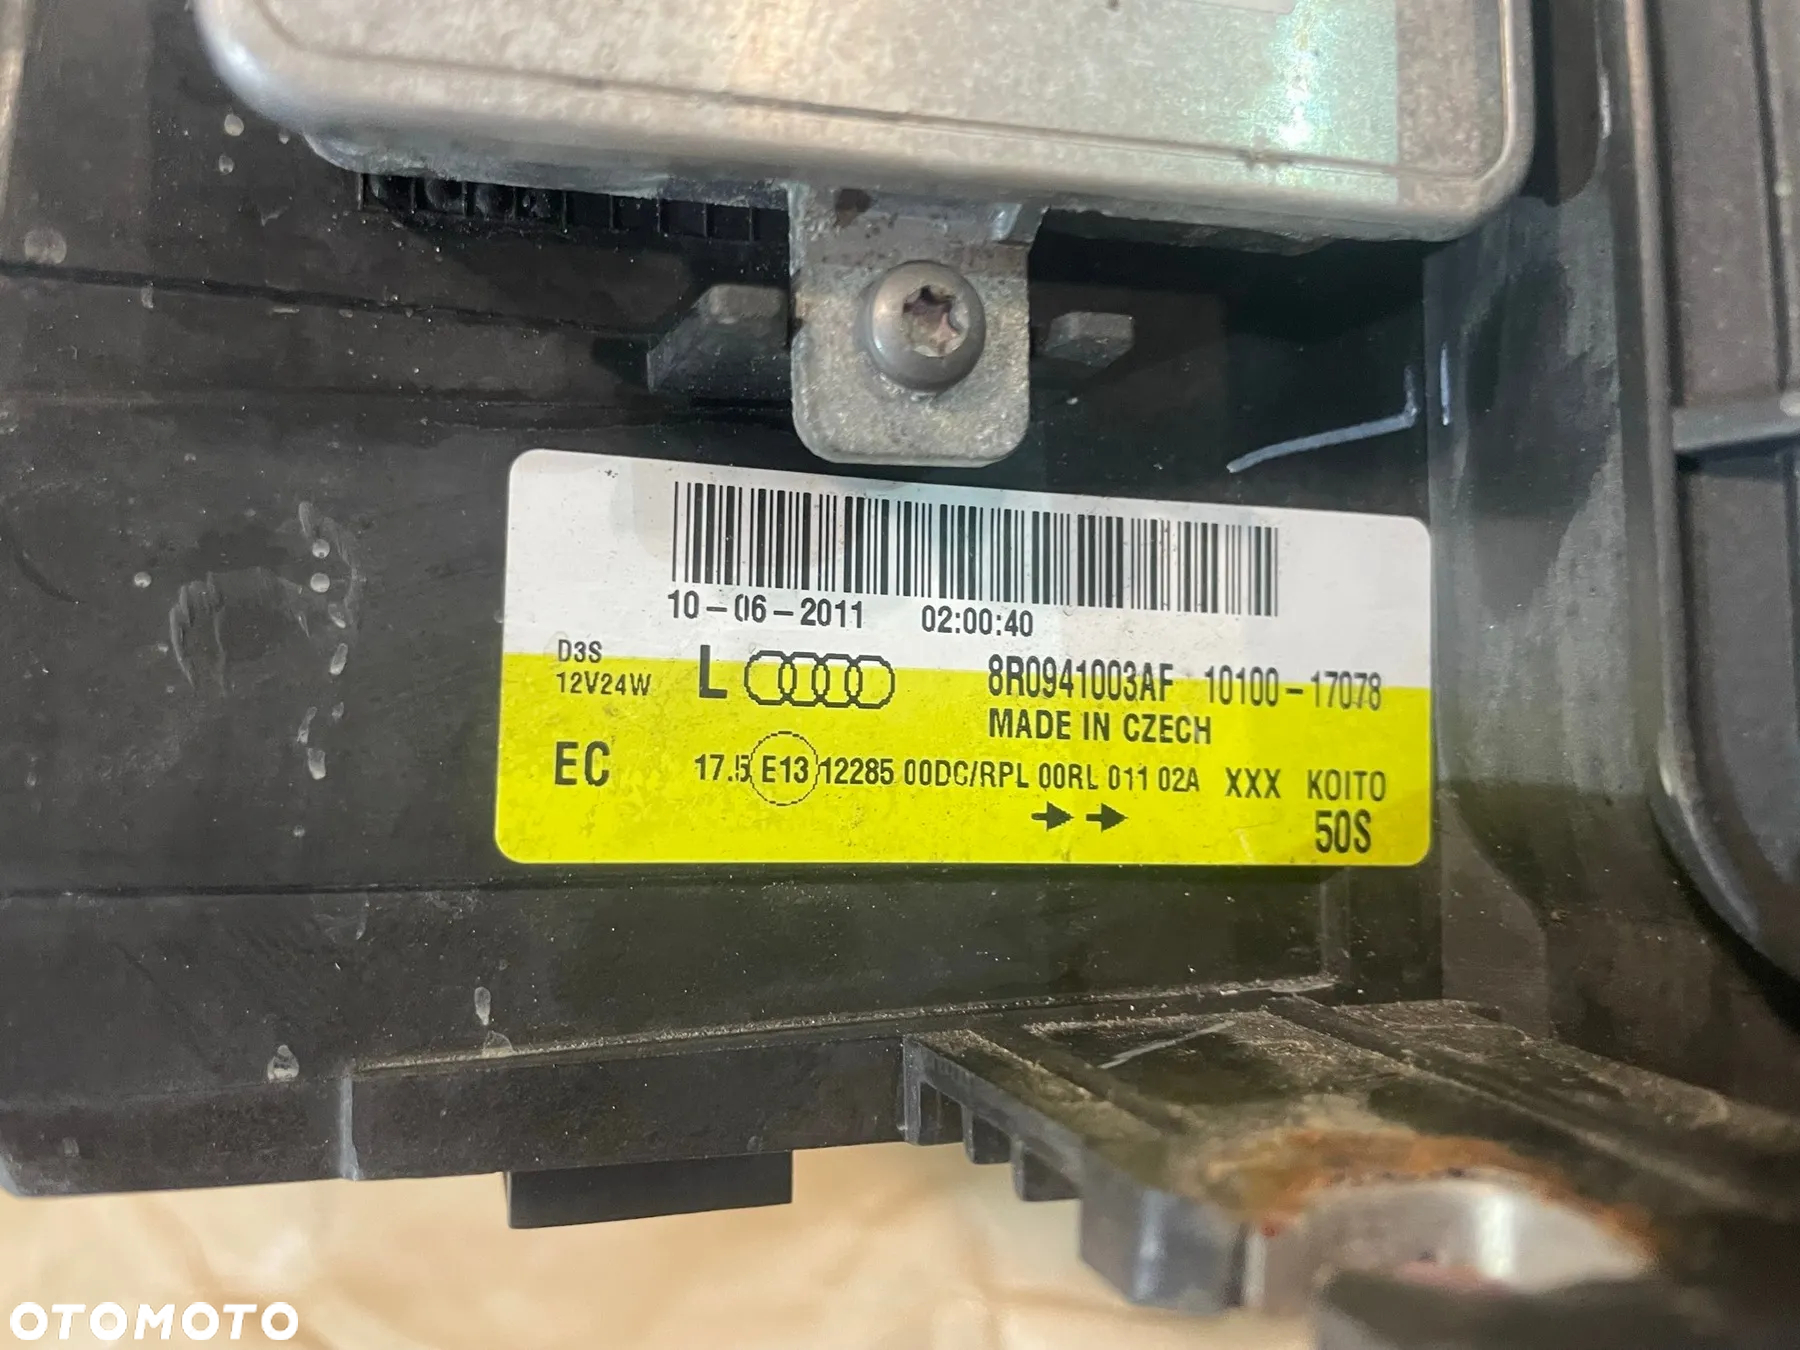 10-06-2011 02:00:40
D3S
12V24W
L
8R0941003AF 10100-17078
MADE IN CZECH
EC
17.5 E13 12285 00DC/RPL 00RL 011 02A XXX KOITO
50S
OTOMOTO